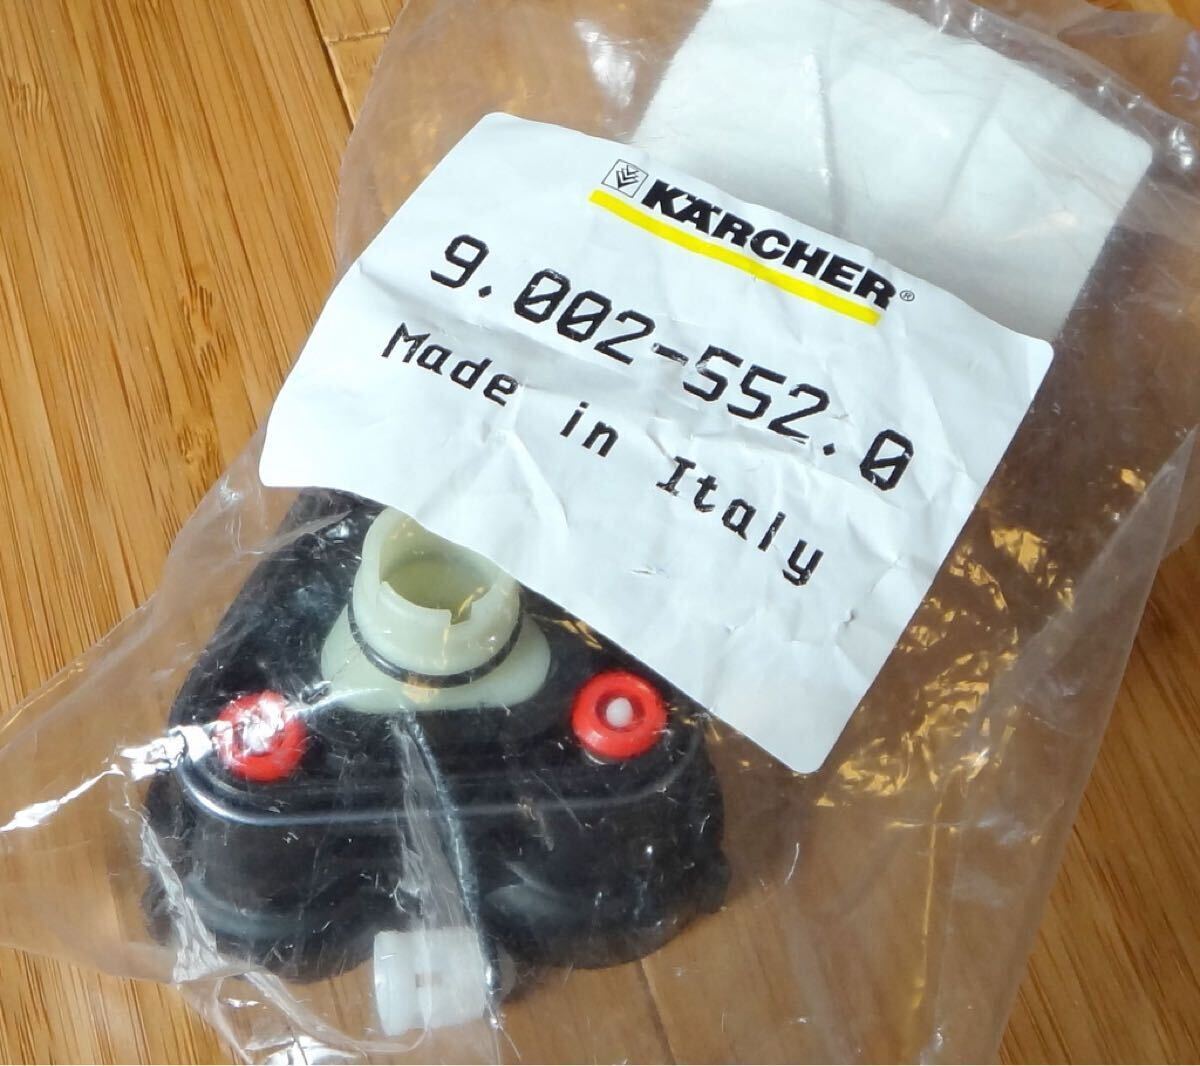 KÄRCHER®
9.002-552.0
Made in Italy